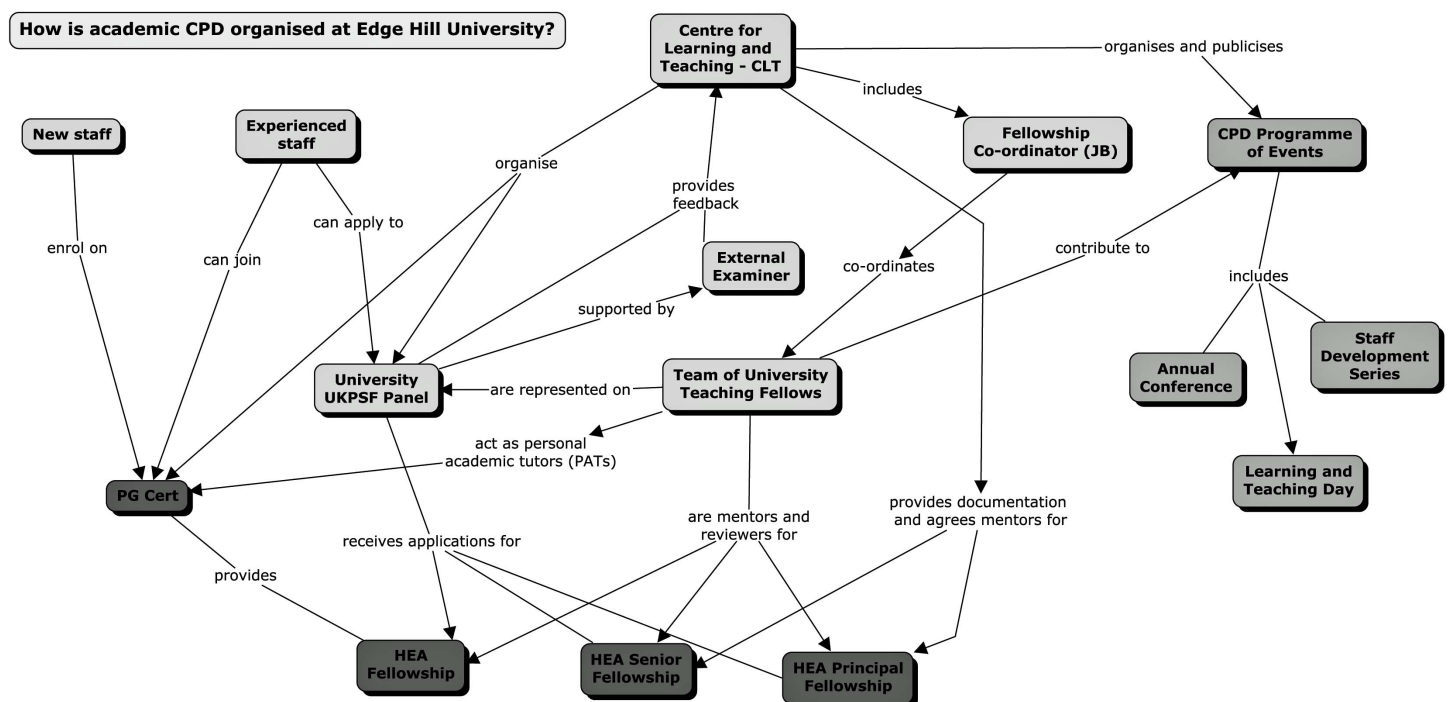 How is academic CPD organised at Edge Hill University?
Centre for
Learning and
Teaching - CLT
organises and publicises
includes
New staff
Experienced
staff
Fellowship
Co-ordinator (JB)
CPD Programme
of Events
organise
provides
feedback
can apply to
enrol on
can join
External
Examiner
co-ordinates
contribute to
includes
supported by
University
UKPSF Panel
are represented on
Team of University
Teaching Fellows
Annual
Conference
Staff
Development
Series
act as personal
academic tutors (PATs)
Learning and
Teaching Day
PG Cert
receives applications for
are mentors and
reviewers for
provides documentation
and agrees mentors for
provides
HEA
Fellowship
HEA Senior
Fellowship
HEA Principal
Fellowship